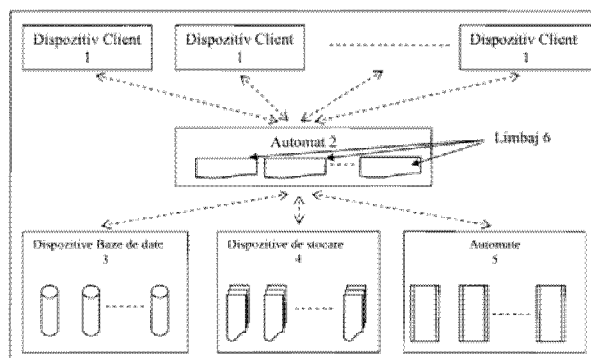 Dispozitiv Client
1
Dispozitiv Client
1
Dispozitiv Client
1
Automat 2
Limbaj 6
Dispozitive Baze de date
3
Dispozitive de stocare
4
Automate
5